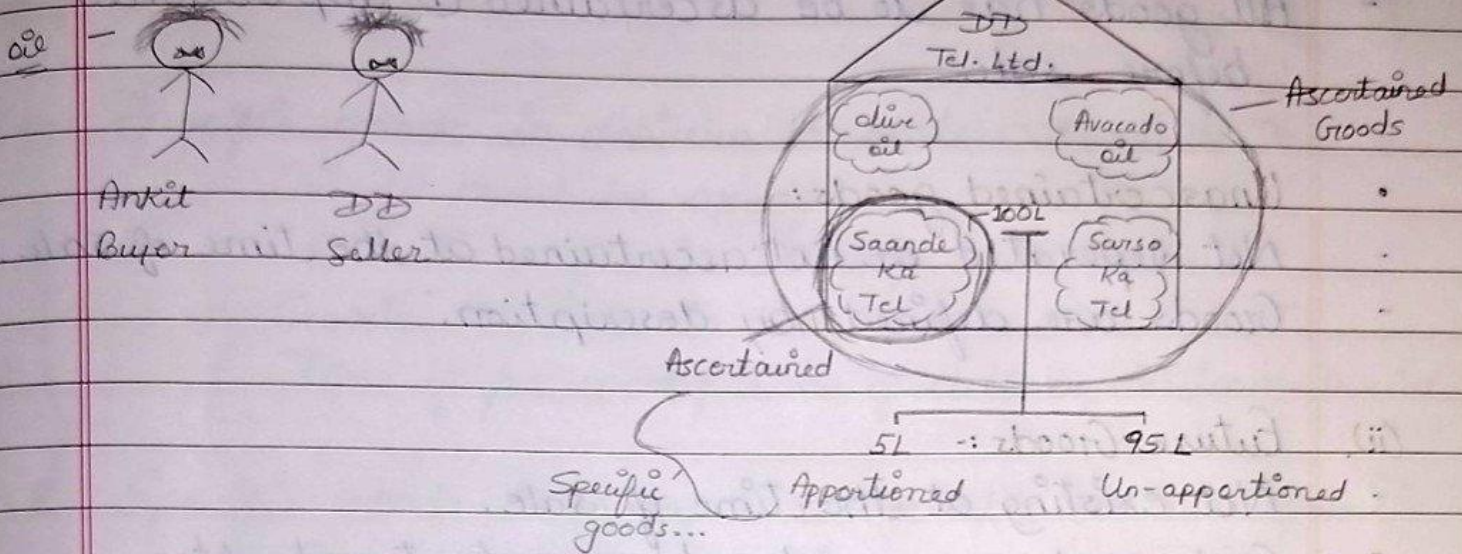 oil –
Ankit
Buyer
DD
Seller
DD
Tel. Ltd.
Olive
oil
Avocado
oil
Ascertained
Goods
Saande
Ka
Tel
100L
Sarso
Ka
Tel
Ascertained
5L
95L
Specific
goods...
Apportioned
Un-apportioned.